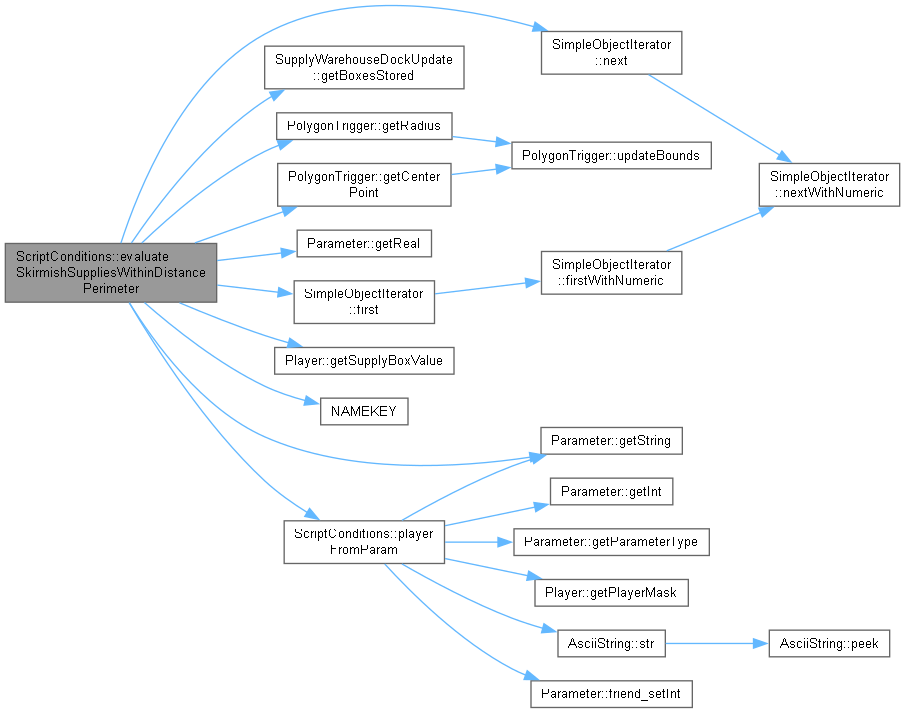 SimpleObjectIterator
::next
SupplyWarehouseDockUpdate
::getBoxesStored
PolygonTrigger::getRadius
PolygonTrigger::updateBounds
PolygonTrigger::getCenter
Point
SimpleObjectIterator
::nextWithNumeric
Parameter::getReal
ScriptConditions::evaluate
SkirmishSuppliesWithinDistance
Perimeter
SimpleObjectIterator
::firstWithNumeric
SimpleObjectIterator
::first
Player::getSupplyBoxValue
NAMEKEY
Parameter::getString
Parameter::getInt
ScriptConditions::player
FromParam
Parameter::getParameterType
Player::getPlayerMask
AsciiString::str
AsciiString::peek
Parameter::friend_setInt